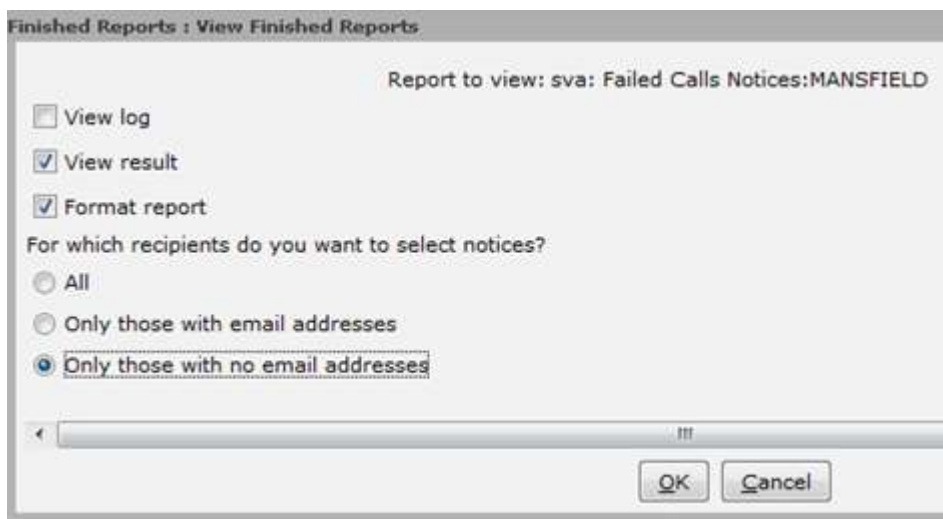 Finished Reports : View Finished Reports
Report to view: sva: Failed Calls Notices:MANSFIELD
View log
View result
Format report
For which recipients do you want to select notices?
All
Only those with email addresses
Only those with no email addresses
OK Cancel